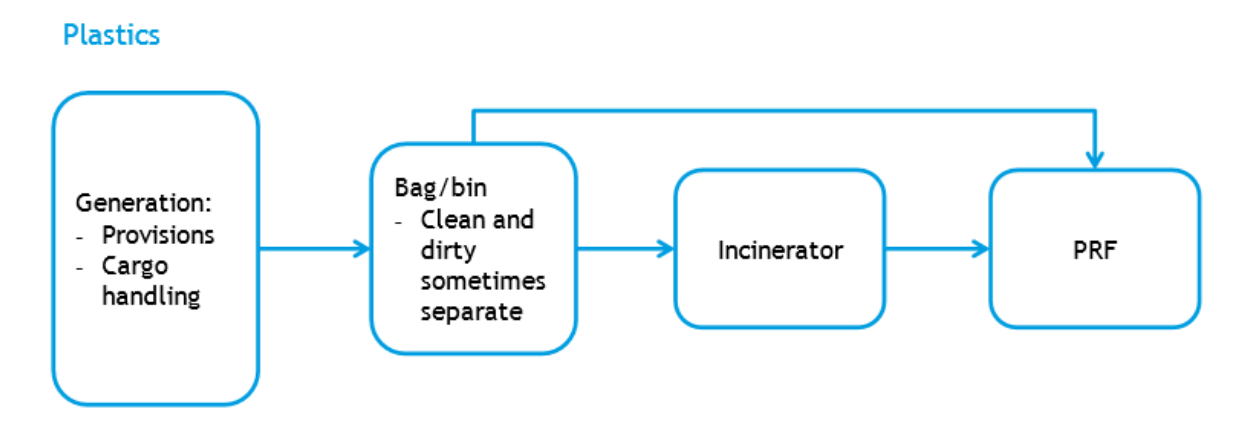 Plastics
Generation:
- Provisions
- Cargo
handling
Bag/bin
- Clean and
dirty
sometimes
separate
Incinerator
PRF